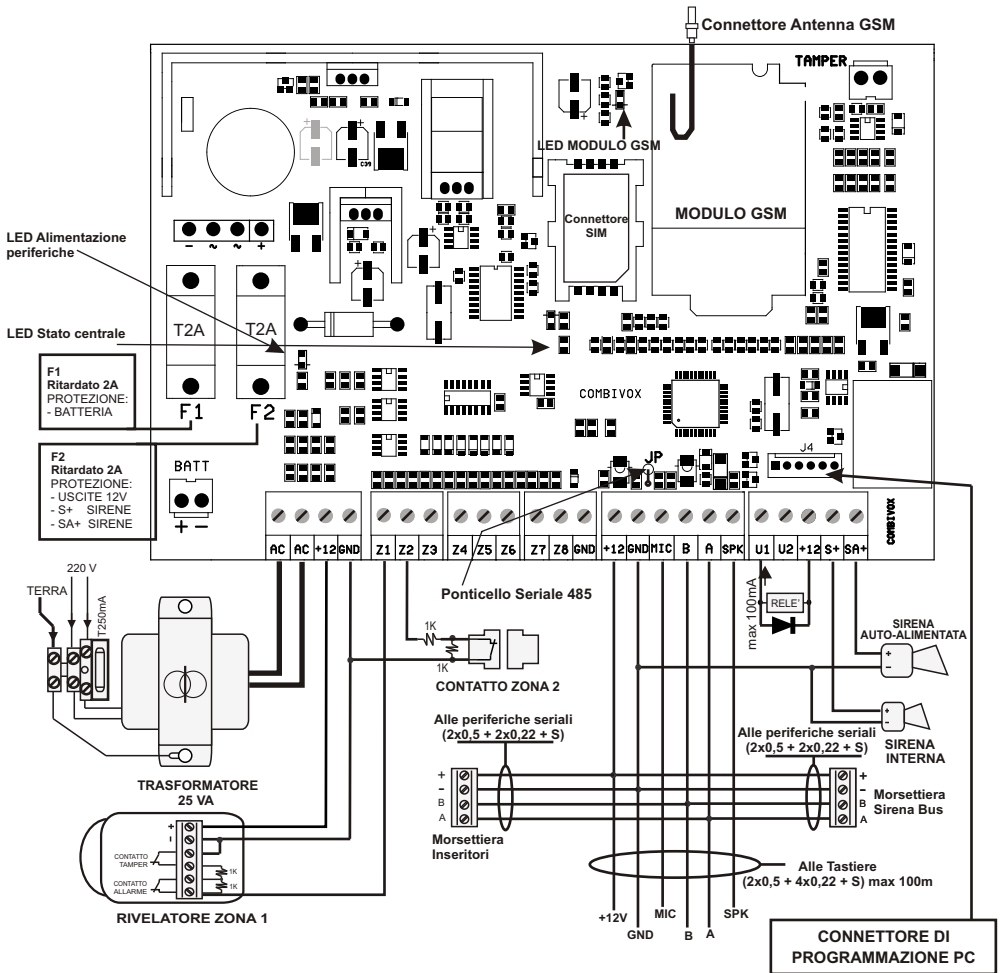 Connettore Antenna GSM
TAMPER
LED MODULO GSM
C39
Connettore
SIM
MODULO GSM
- ~ ~ +
LED Alimentazione
periferiche
T2A
T2A
LED Stato centrale
F1
Ritardato 2A
PROTEZIONE:
- BATTERIA
F1
F2
COMBIVOX
F2
Ritardato 2A
PROTEZIONE:
- USCITE 12V
- S+ SIRENE
- SA+ SIRENE
BATT
+ -
JP
J4
COMBIVOX
AC AC +12 GND Z1 Z2 Z3 Z4 Z5 Z6 Z7 Z8 GND +12 GND MIC B A SPK U1 U2 +12 S+ SA+
220 V
TERRA
T250mA
Ponticello Seriale 485
max 100mA
RELE'
1K
1K
CONTATTO ZONA 2
SIRENA
AUTO-ALIMENTATA
+
-
+
-
SIRENA
INTERNA
Alle periferiche seriali
(2x0,5 + 2x0,22 + S)
Alle periferiche seriali
(2x0,5 + 2x0,22 + S)
TRASFORMATORE
25 VA
+
-
B
A
Morsettiera
Inseritori
+
-
B
A
Morsettiera
Sirena Bus
+
-
CONTATTO
TAMPER
CONTATTO
ALLARME
1K
1K
RIVELATORE ZONA 1
Alle Tastiere
(2x0,5 + 4x0,22 + S) max 100m
+12V
GND
MIC
B
A
SPK
CONNETTORE DI
PROGRAMMAZIONE PC